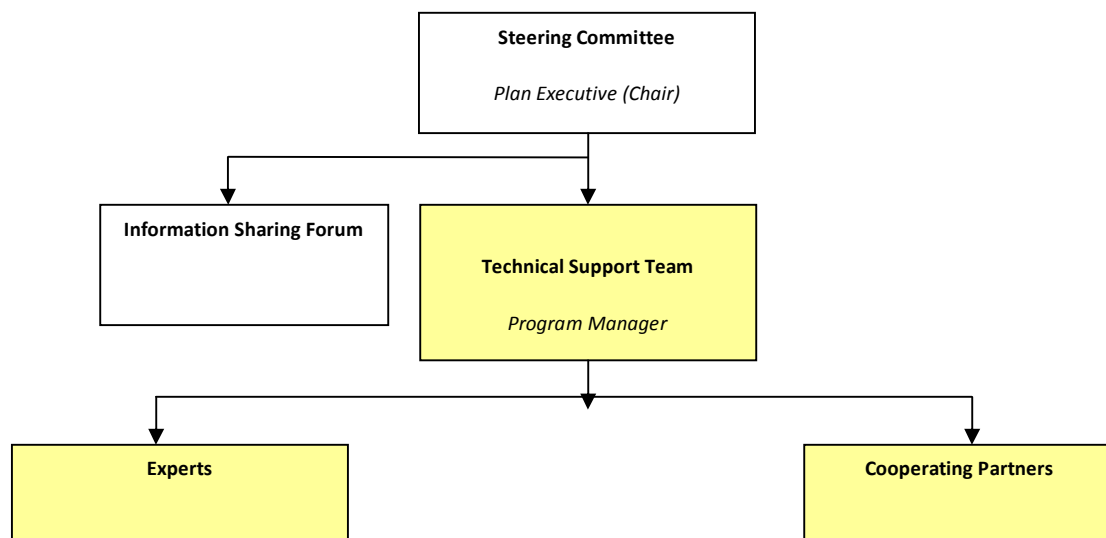 Steering Committee
Plan Executive (Chair)
Information Sharing Forum
Technical Support Team
Program Manager
Experts
Cooperating Partners